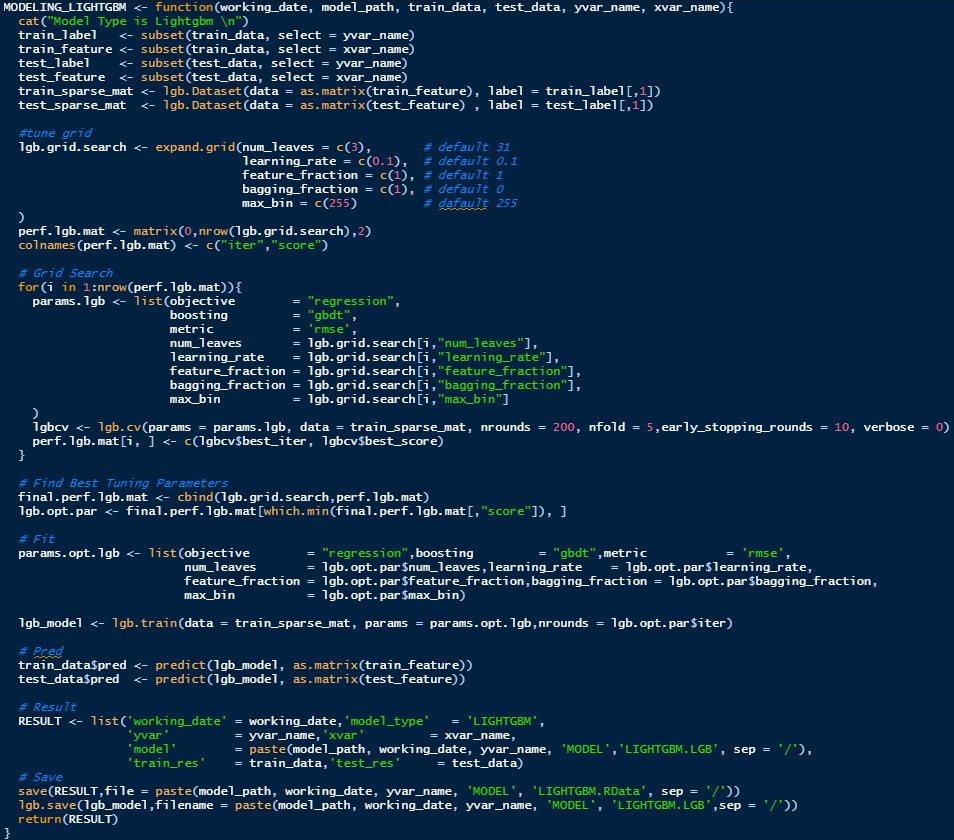 MODELING_LIGHTGBM <- function(working_date, model_path, train_data, test_data, yvar_name, xvar_name){
  cat("Model Type is Lightgbm \n")
  train_label   <- subset(train_data, select = yvar_name)
  train_feature <- subset(train_data, select = xvar_name)
  test_label    <- subset(test_data, select = yvar_name)
  test_feature  <- subset(test_data, select = xvar_name)
  train_sparse_mat <- lgb.Dataset(data = as.matrix(train_feature), label = train_label[,1])
  test_sparse_mat  <- lgb.Dataset(data = as.matrix(test_feature) , label = test_label[,1])

  #tune grid
  lgb.grid.search <- expand.grid(num_leaves = c(3),       # default 31
                                 learning_rate = c(0.1),  # default 0.1
                                 feature_fraction = c(1), # default 1
                                 bagging_fraction = c(1), # default 0
                                 max_bin = c(255)         # dafault 255
  )
  perf.lgb.mat <- matrix(0,nrow(lgb.grid.search),2)
  colnames(perf.lgb.mat) <- c("iter","score")

  # Grid Search
  for(i in 1:nrow(perf.lgb.mat)){
    params.lgb <- list(objective        = "regression",
                       boosting         = "gbdt",
                       metric           = 'rmse',
                       num_leaves       = lgb.grid.search[i,"num_leaves"],
                       learning_rate    = lgb.grid.search[i,"learning_rate"],
                       feature_fraction = lgb.grid.search[i,"feature_fraction"],
                       bagging_fraction = lgb.grid.search[i,"bagging_fraction"],
                       max_bin          = lgb.grid.search[i,"max_bin"]
    )
    lgbcv <- lgb.cv(params = params.lgb, data = train_sparse_mat, nrounds = 200, nfold = 5,early_stopping_rounds = 10, verbose = 0)
    perf.lgb.mat[i, ] <- c(lgbcv$best_iter, lgbcv$best_score)
  }

  # Find Best Tuning Parameters
  final.perf.lgb.mat <- cbind(lgb.grid.search,perf.lgb.mat)
  lgb.opt.par <- final.perf.lgb.mat[which.min(final.perf.lgb.mat[,"score"]), ]

  # Fit
  params.opt.lgb <- list(objective        = "regression",boosting         = "gbdt",metric           = 'rmse',
                         num_leaves       = lgb.opt.par$num_leaves,learning_rate    = lgb.opt.par$learning_rate,
                         feature_fraction = lgb.opt.par$feature_fraction,bagging_fraction = lgb.opt.par$bagging_fraction,
                         max_bin          = lgb.opt.par$max_bin)

  lgb_model <- lgb.train(data = train_sparse_mat, params = params.opt.lgb,nrounds = lgb.opt.par$iter)

  # Pred
  train_data$pred <- predict(lgb_model, as.matrix(train_feature))
  test_data$pred  <- predict(lgb_model, as.matrix(test_feature))

  # Result
  RESULT <- list('working_date' = working_date,'model_type'   = 'LIGHTGBM',
                 'yvar'         = yvar_name,'xvar'         = xvar_name,
                 'model'        = paste(model_path, working_date, yvar_name, 'MODEL','LIGHTGBM.LGB', sep = '/'),
                 'train_res'    = train_data,'test_res'     = test_data)
  # Save
  save(RESULT,file = paste(model_path, working_date, yvar_name, 'MODEL', 'LIGHTGBM.RData', sep = '/'))
  lgb.save(lgb_model,filename = paste(model_path, working_date, yvar_name, 'MODEL', 'LIGHTGBM.LGB',sep = '/'))
  return(RESULT)
}